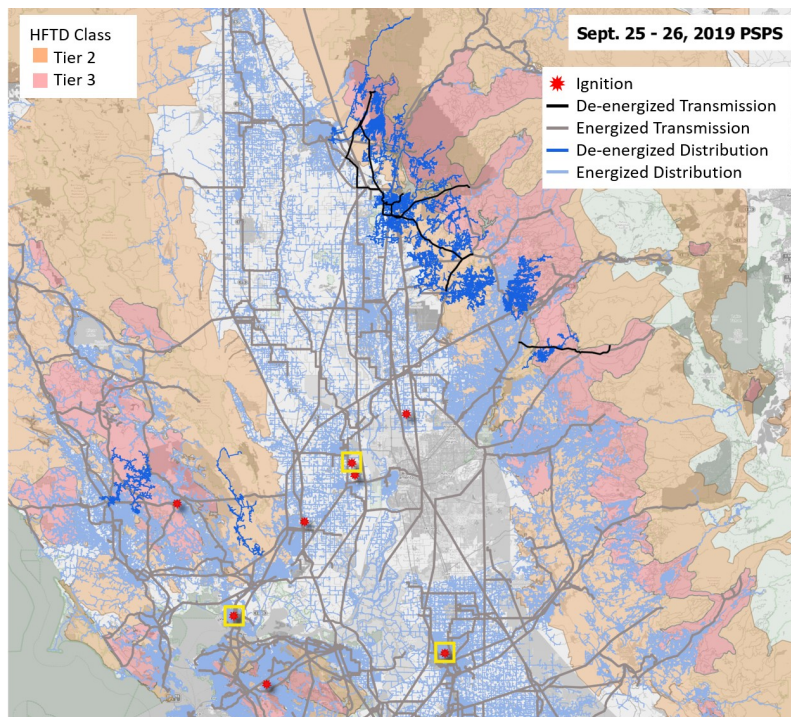 HFTD Class
Tier 2
Tier 3
Sept. 25 - 26, 2019 PSPS
Ignition
De-energized Transmission
Energized Transmission
De-energized Distribution
Energized Distribution